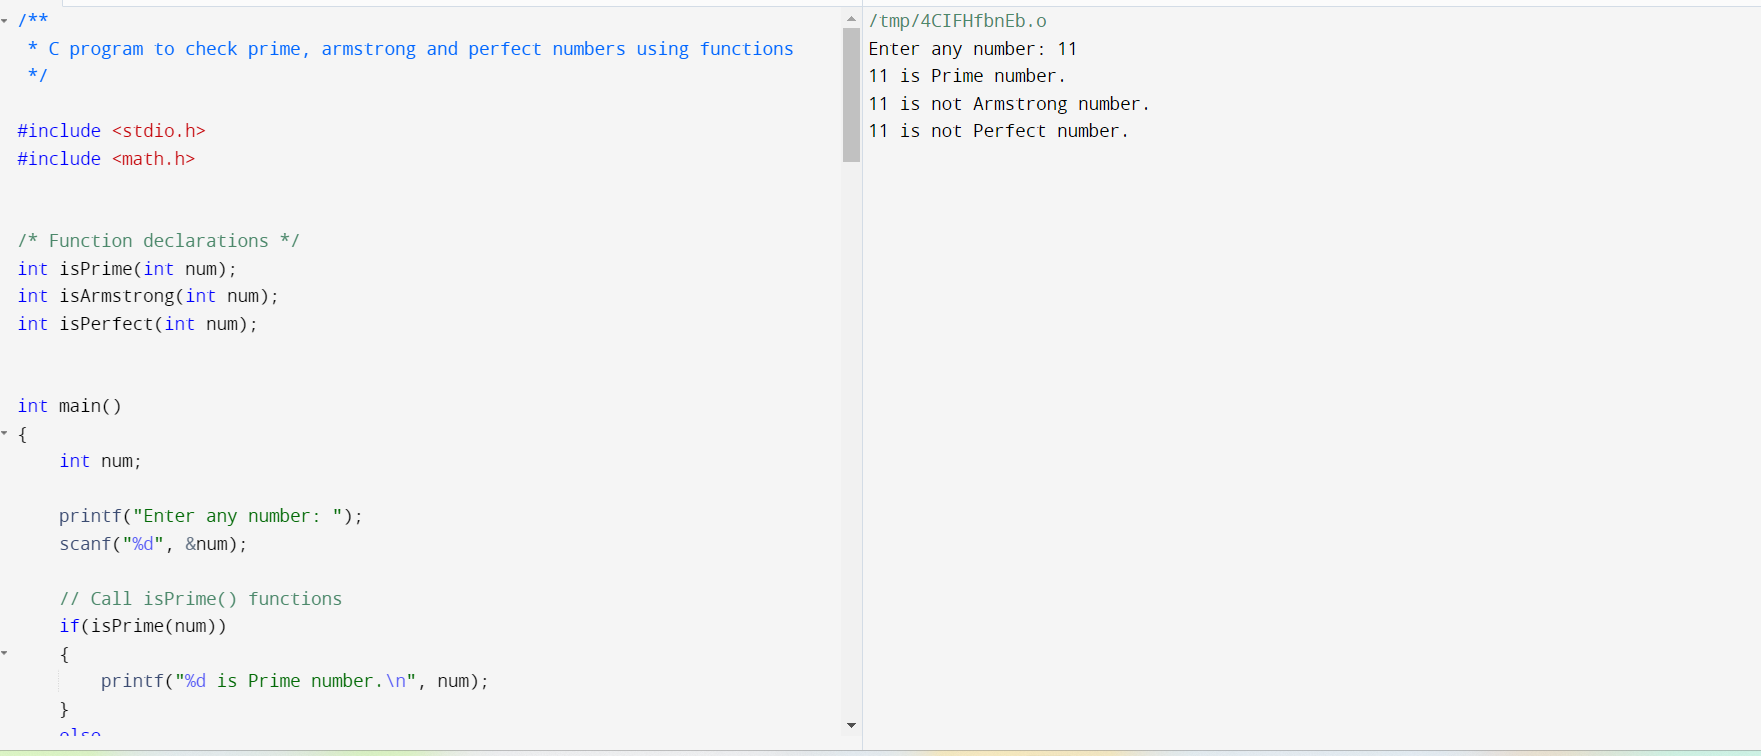 /**
 * C program to check prime, armstrong and perfect numbers using functions
 */
#include <stdio.h>
#include <math.h>
/* Function declarations */
int isPrime(int num);
int isArmstrong(int num);
int isPerfect(int num);
int main()
{
    int num;
    printf("Enter any number: ");
    scanf("%d", &num);
    // Call isPrime() functions
    if(isPrime(num))
    {
        printf("%d is Prime number.\n", num);
    }
    else
/tmp/4CIFHfbnEb.o
Enter any number: 11
11 is Prime number.
11 is not Armstrong number.
11 is not Perfect number.